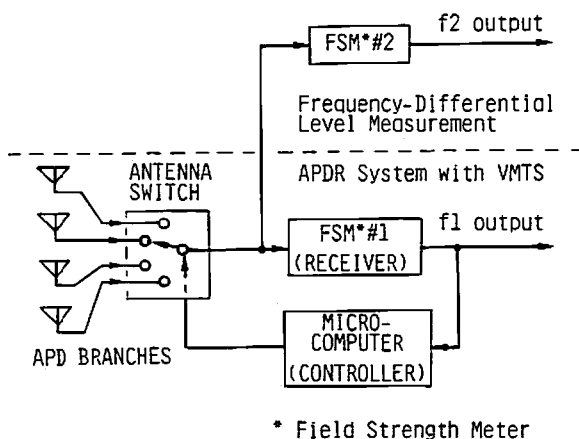 FSM*#2
f2 output
Frequency-Differential
Level Measurement
ANTENNA
SWITCH
APDR System with VMTS
FSM*#1
(RECEIVER)
f1 output
MICRO-
COMPUTER
(CONTROLLER)
APD BRANCHES
* Field Strength Meter